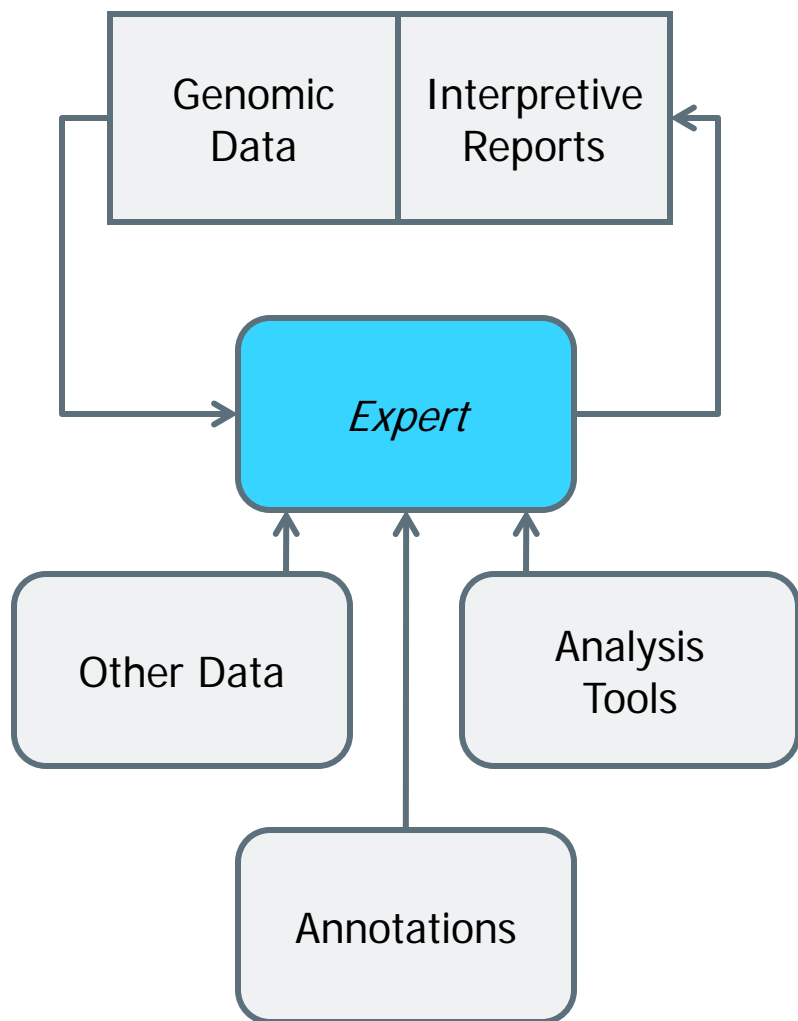 Genomic
Data
Interpretive
Reports
Expert
Other Data
Analysis
Tools
Annotations